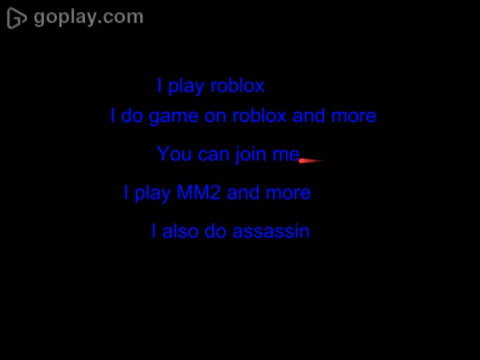 goplay.com
I play roblox
I do game on roblox and more
You can join me
I play MM2 and more
I also do assassin